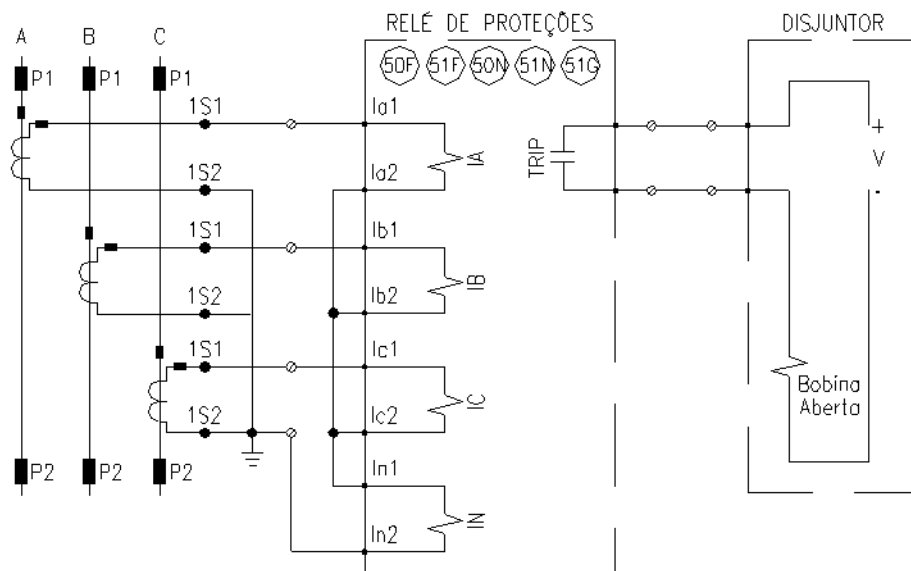 RELÉ DE PROTEÇÕES
DISJUNTOR
A B C
50F 51F 50N 51N 51G
P1 P1 P1
1S1
Ia1
IA
TRIP
+
V
-
1S2
Ia2
1S1
Ib1
IB
1S2
Ib2
1S1
Ic1
IC
1S2
Ic2
Bobina
Aberta
P2 P2 P2
In1
IN
In2